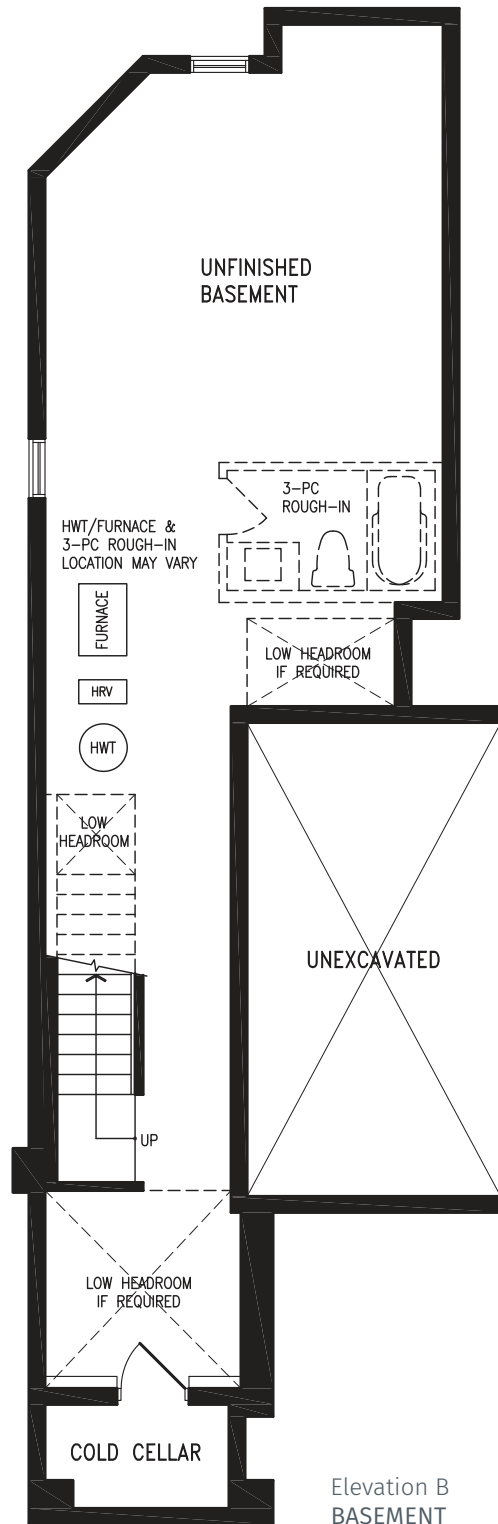 UNFINISHED
BASEMENT
3-PC
ROUGH-IN
HWT/FURNACE &
3-PC ROUGH-IN
LOCATION MAY VARY
FURNACE
LOW HEADROOM
IF REQUIRED
HRV
HWT
LOW
HEADROOM
UNEXCAVATED
UP
LOW HEADROOM
IF REQUIRED
COLD CELLAR
Elevation B
BASEMENT